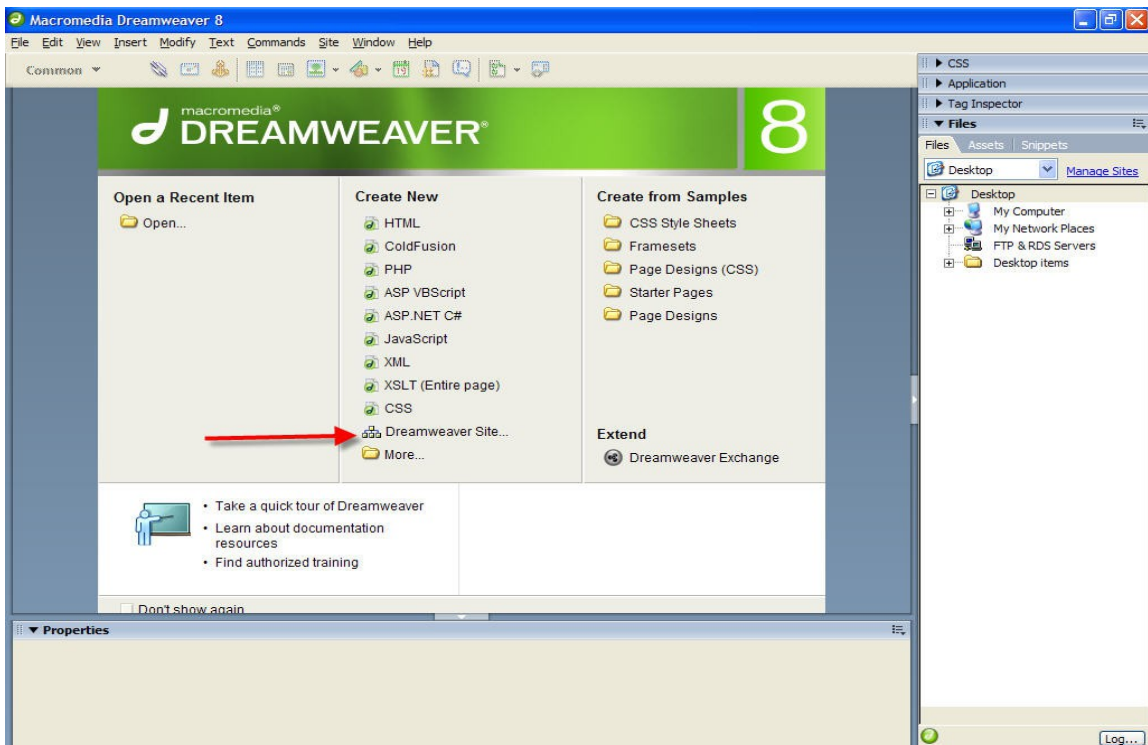 Macromedia Dreamweaver 8
File Edit View Insert Modify Text Commands Site Window Help
Common
macromedia®
DREAMWEAVER®
8
Open a Recent Item
Open...
Create New
HTML
ColdFusion
PHP
ASP VBScript
ASP.NET C#
JavaScript
XML
XSLT (Entire page)
CSS
Dreamweaver Site...
More...
Create from Samples
CSS Style Sheets
Framesets
Page Designs (CSS)
Starter Pages
Page Designs
Extend
Dreamweaver Exchange
• Take a quick tour of Dreamweaver
• Learn about documentation
resources
• Find authorized training
Don't show again
Properties
CSS
Application
Tag Inspector
Files
Files Assets Snippets
Desktop Manage Sites
Desktop
My Computer
My Network Places
FTP & RDS Servers
Desktop items
Log...